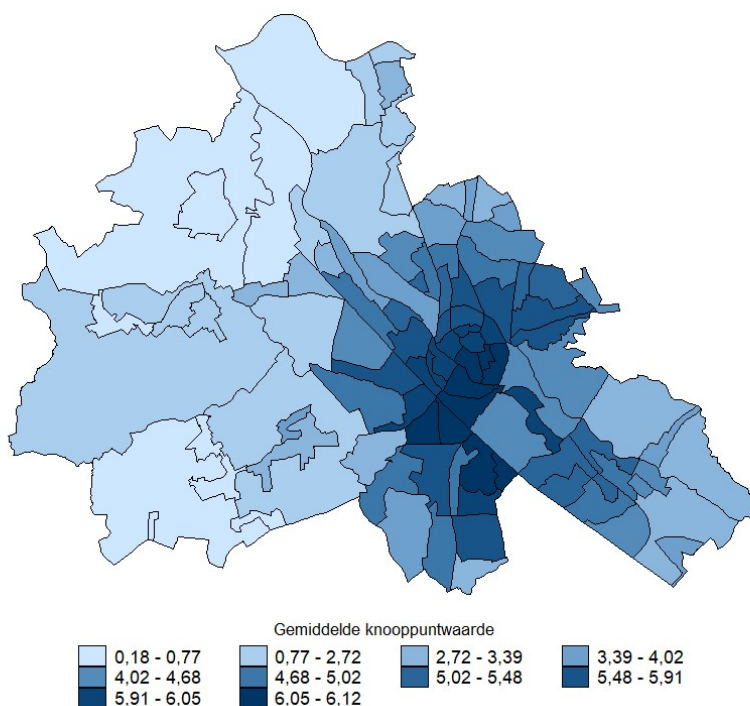 Gemiddelde knooppuntwaarde
0,18 - 0,77 0,77 - 2,72 2,72 - 3,39 3,39 - 4,02
4,02 - 4,68 4,68 - 5,02 5,02 - 5,48 5,48 - 5,91
5,91 - 6,05 6,05 - 6,12